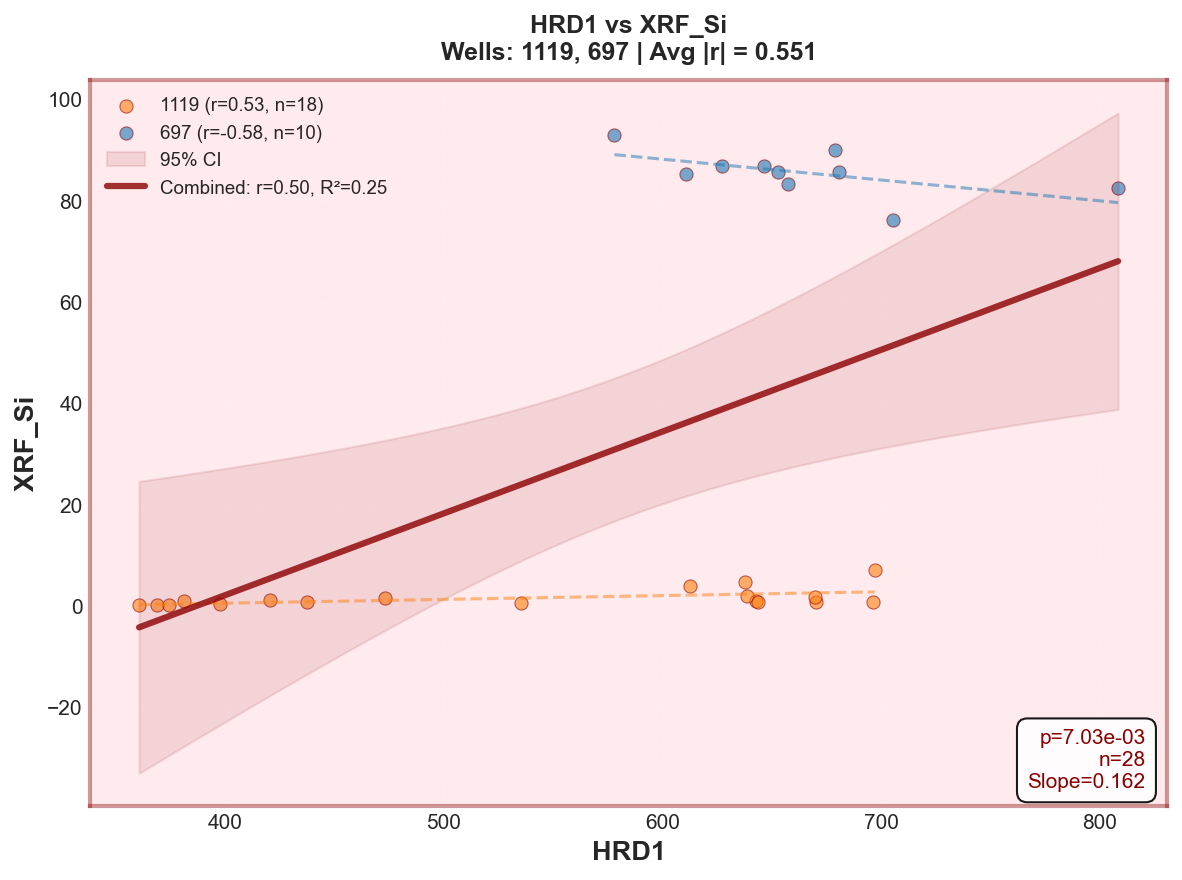 HRD1 vs XRF_Si
Wells: 1119, 697 | Avg |r| = 0.551
1119 (r=0.53, n=18)
697 (r=-0.58, n=10)
95% CI
Combined: r=0.50, R²=0.25
100
80
60
40
20
0
−20
XRF_Si
p=7.03e-03
n=28
Slope=0.162
400
500
600
700
800
HRD1